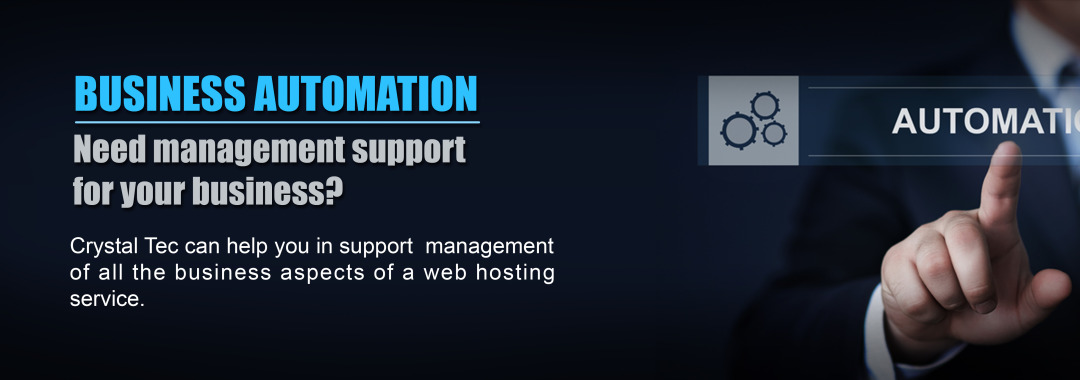 BUSINESS AUTOMATION
Need management support
for your business?
Crystal Tec can help you in support management
of all the business aspects of a web hosting
service.
AUTOMATIC